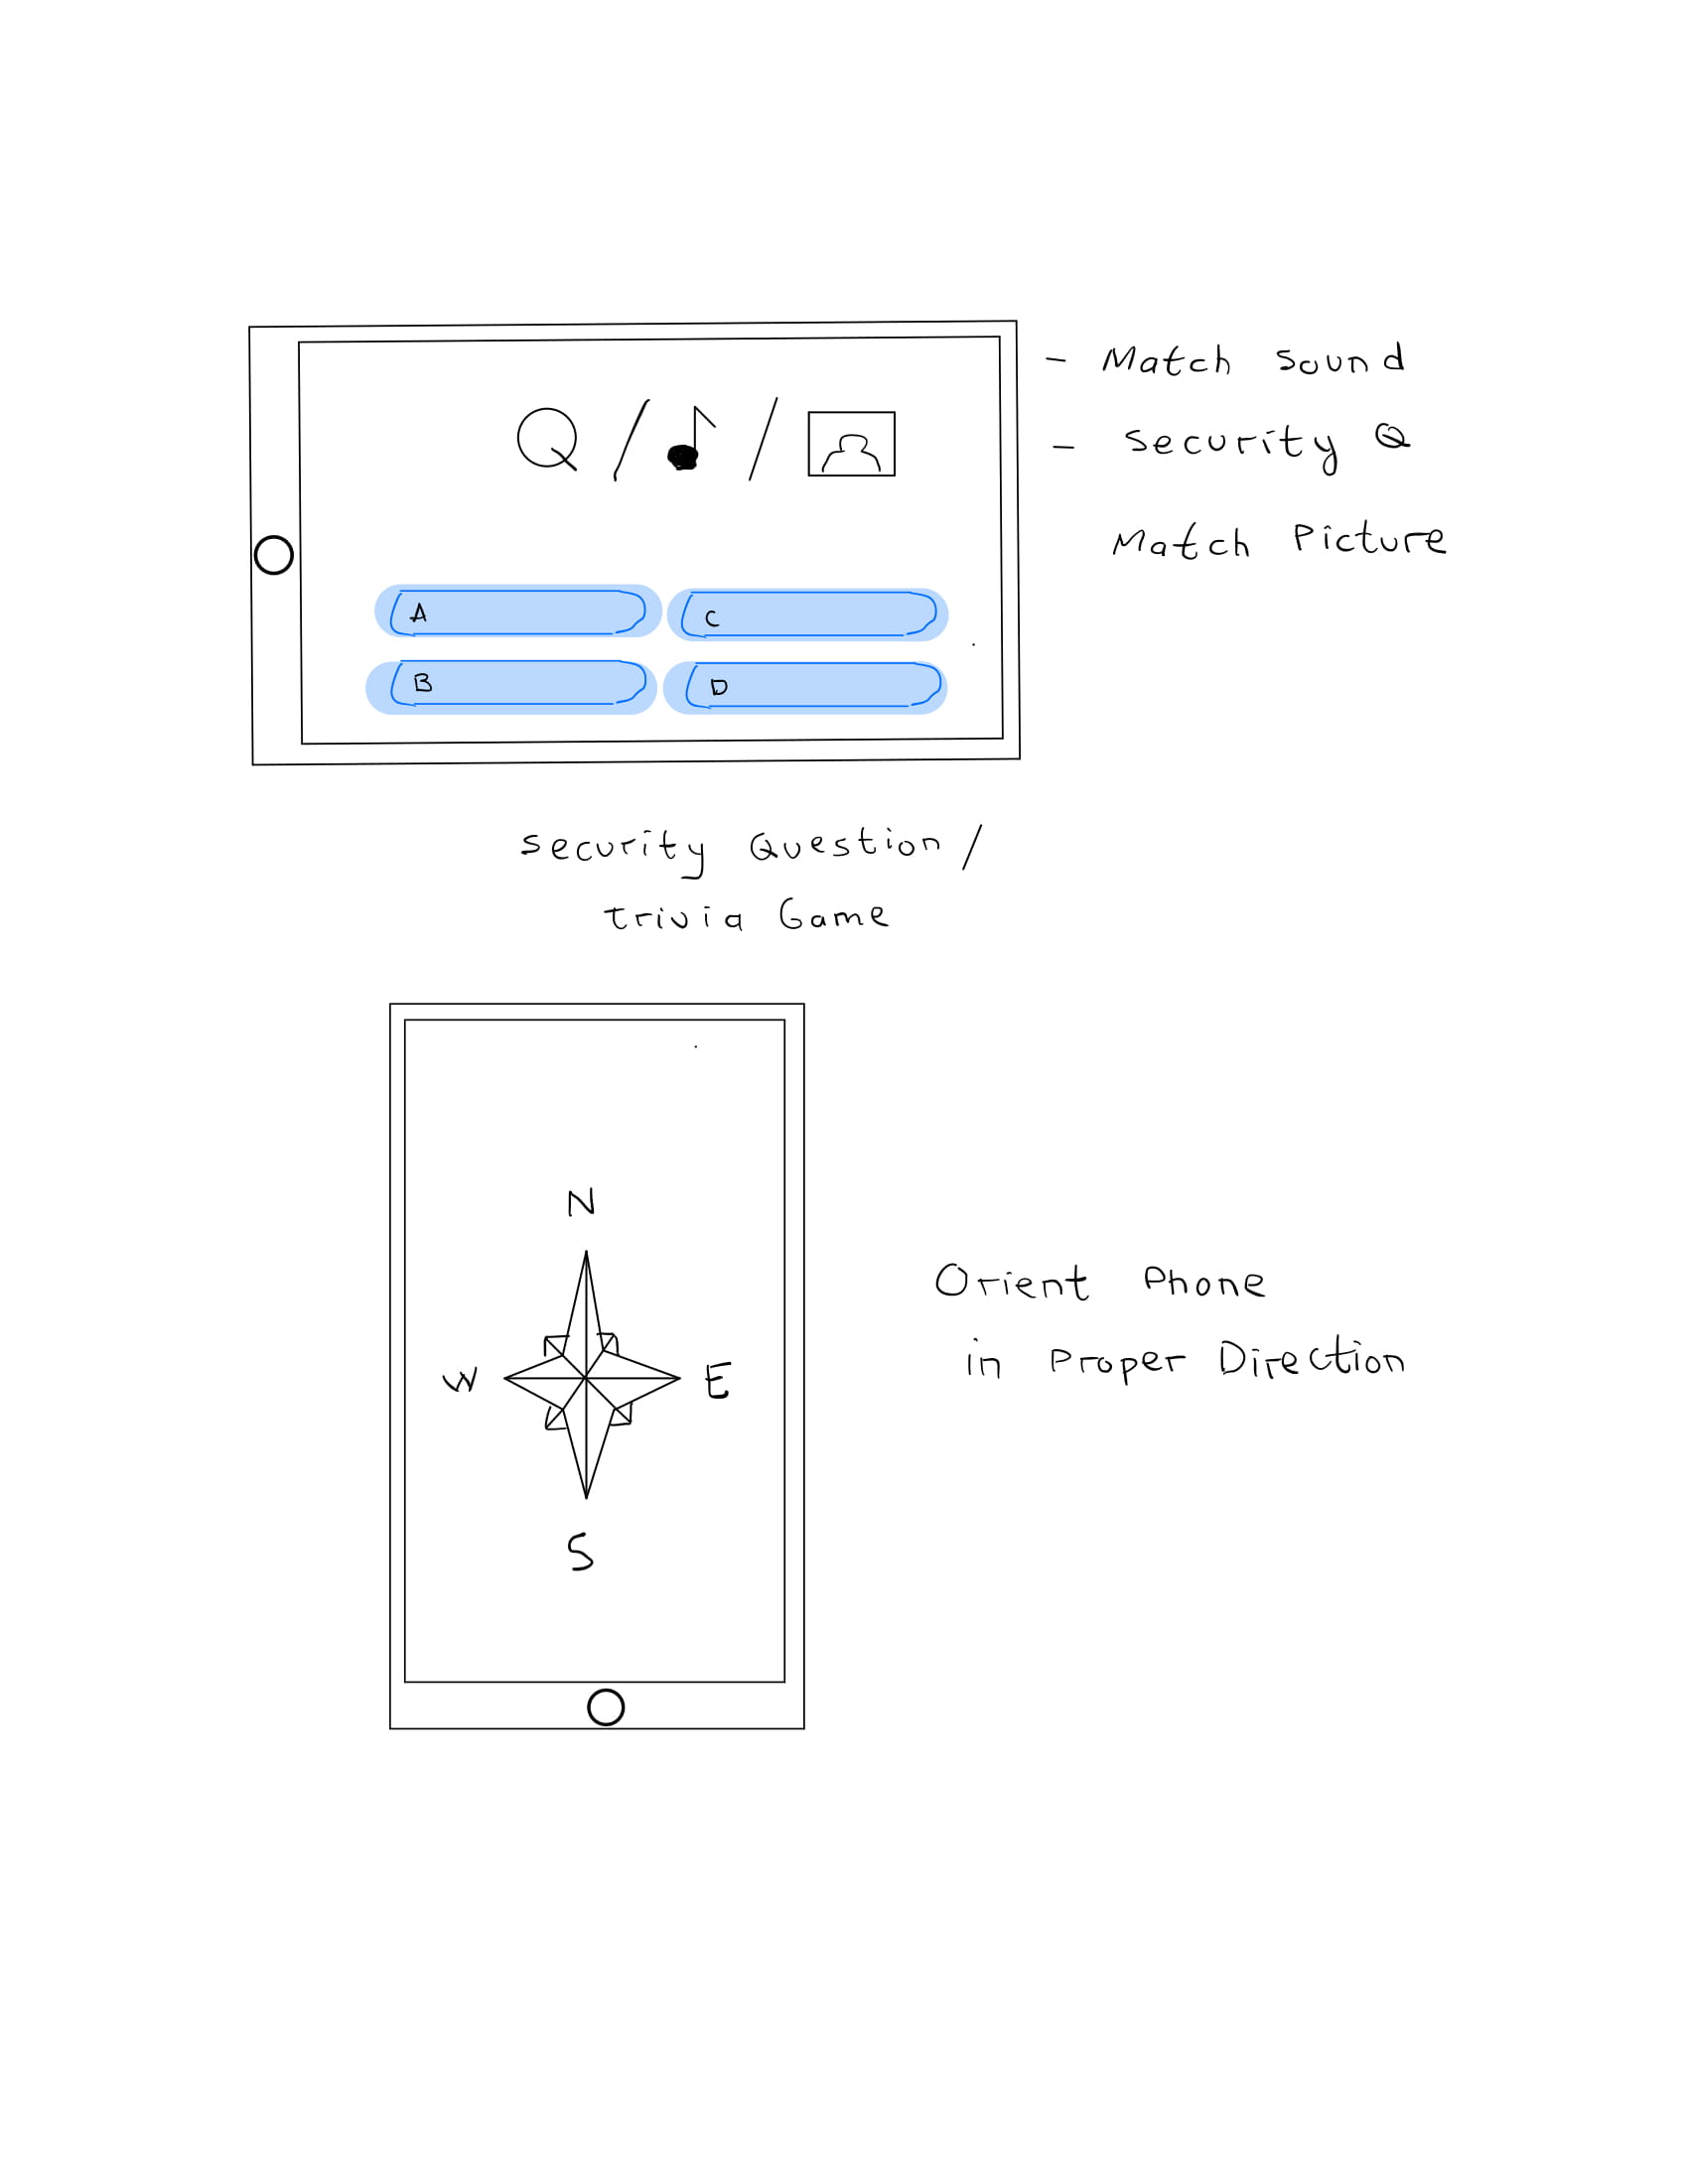 Q / /
- Match Sound
- Security Q
Match Picture
A
C
B
D
Security Question /
Trivia Game
N
W
E
S
Orient Phone
in Proper Direction